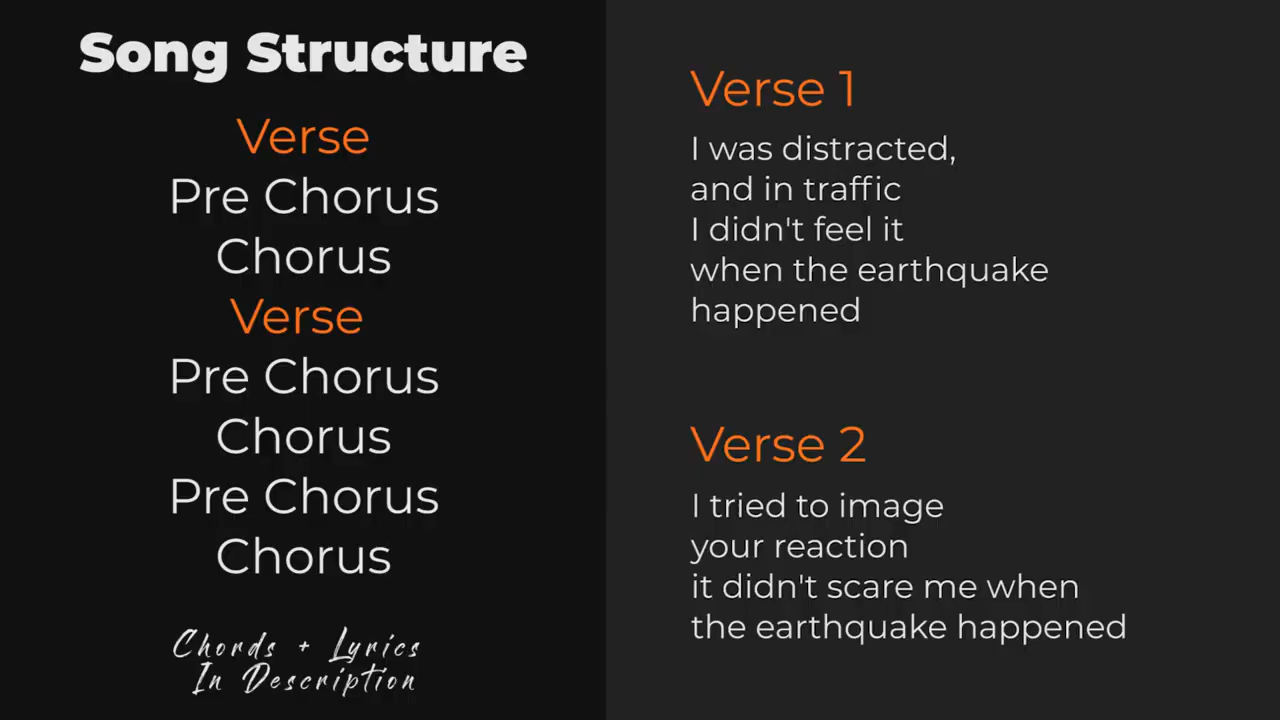 Song Structure
Verse
Pre Chorus
Chorus
Verse
Pre Chorus
Chorus
Pre Chorus
Chorus
Chords + Lyrics
In Description
Verse 1
I was distracted,
and in traffic
I didn't feel it
when the earthquake
happened
Verse 2
I tried to image
your reaction
it didn't scare me when
the earthquake happened